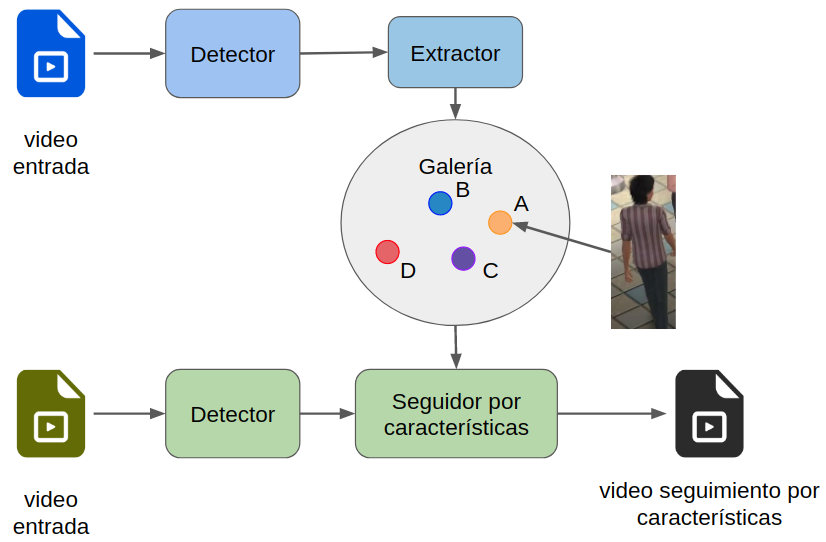 Detector
Extractor
video
entrada
Galería
B
A
D
C
Detector
Seguidor por
características
video
entrada
video seguimiento por
características